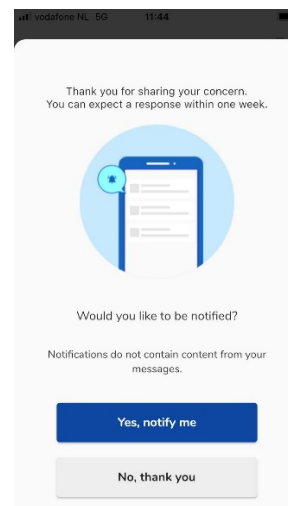 vodafone NL 5G 11:44
Thank you for sharing your concern.
You can expect a response within one week.
Would you like to be notified?
Notifications do not contain content from your
messages.
Yes, notify me
No, thank you